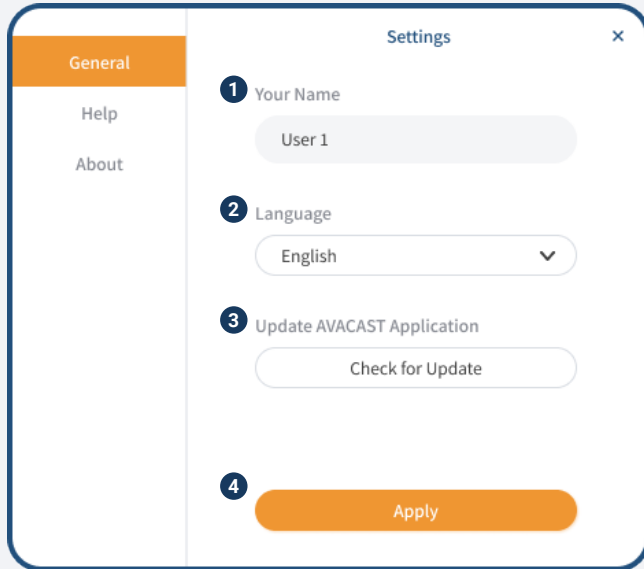 Settings
×
General
Help
About
1 Your Name
User 1
2 Language
English
3 Update AVACAST Application
Check for Update
4
Apply